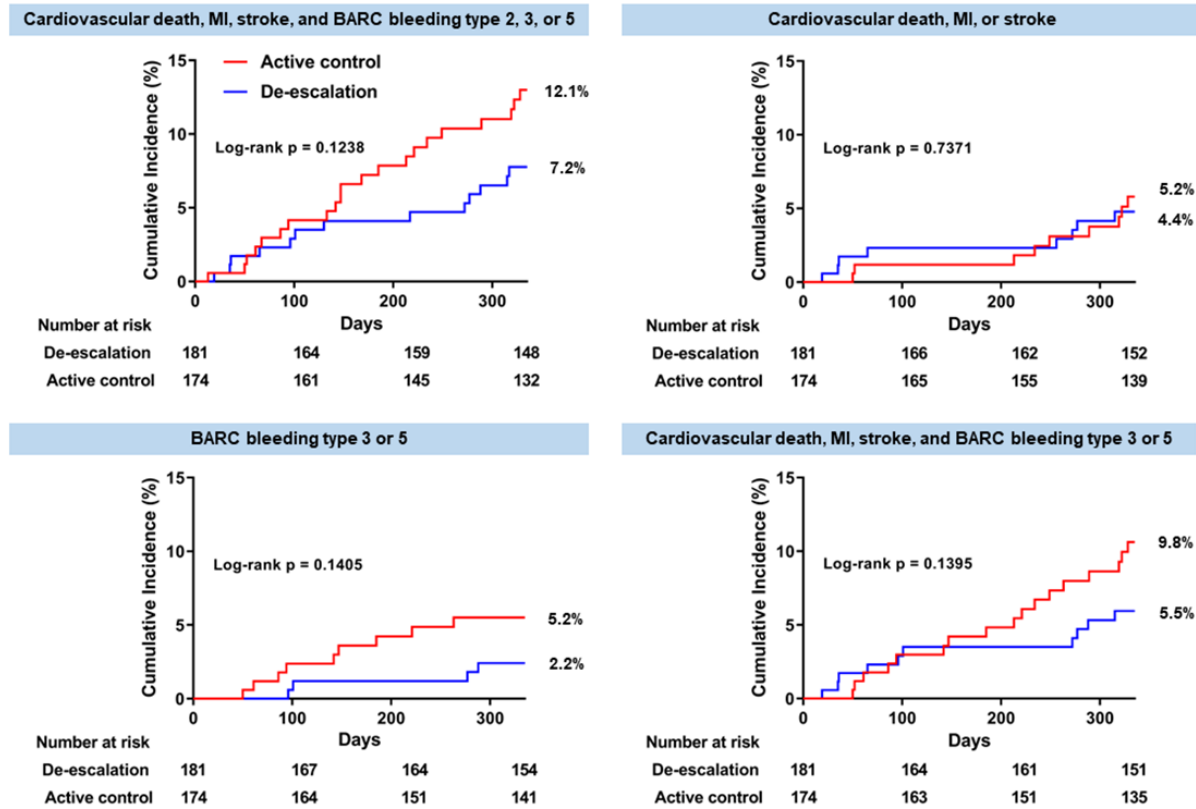 Cardiovascular death, MI, stroke, and BARC bleeding type 2, 3, or 5
Cumulative Incidence (%)
15
10
5
0
Active control
De-escalation
Log-rank p = 0.1238
12.1%
7.2%
0 100 200 300
Days
Number at risk
De-escalation 181 164 159 148
Active control 174 161 145 132
Cardiovascular death, MI, or stroke
Cumulative Incidence (%)
15
10
5
0
Log-rank p = 0.7371
5.2%
4.4%
0 100 200 300
Days
Number at risk
De-escalation 181 166 162 152
Active control 174 165 155 139
BARC bleeding type 3 or 5
Cumulative Incidence (%)
15
10
5
0
Log-rank p = 0.1405
5.2%
2.2%
0 100 200 300
Days
Number at risk
De-escalation 181 167 164 154
Active control 174 164 151 141
Cardiovascular death, MI, stroke, and BARC bleeding type 3 or 5
Cumulative Incidence (%)
15
10
5
0
Log-rank p = 0.1395
9.8%
5.5%
0 100 200 300
Days
Number at risk
De-escalation 181 164 161 151
Active control 174 163 151 135